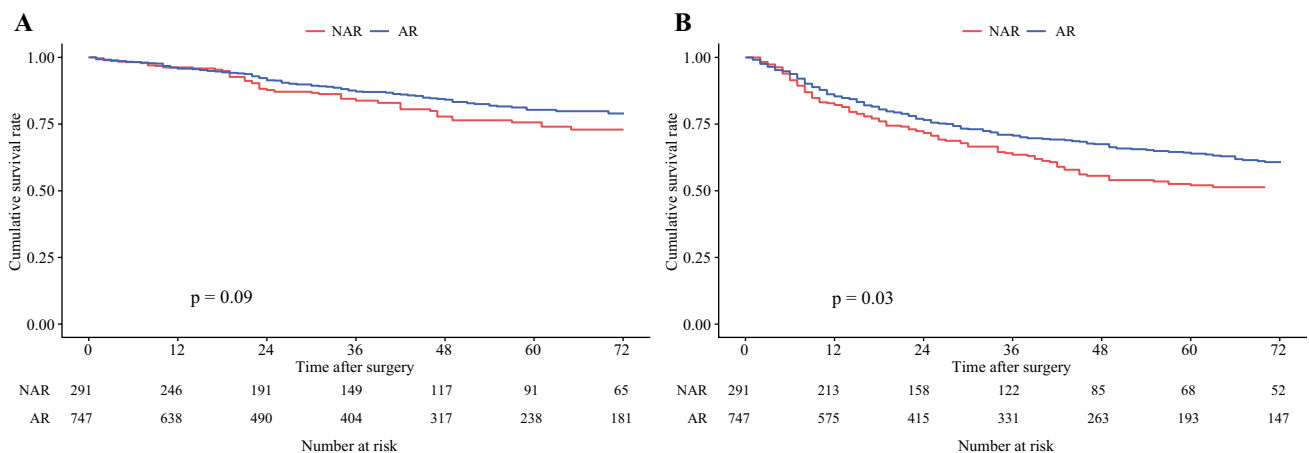 A
NAR AR
Cumulative survival rate
1.00
0.75
0.50
0.25
0.00
p = 0.09
0 12 24 36 48 60 72
Time after surgery
NAR 291 246 191 149 117 91 65
AR 747 638 490 404 317 238 181
Number at risk
B
NAR AR
Cumulative survival rate
1.00
0.75
0.50
0.25
0.00
p = 0.03
0 12 24 36 48 60 72
Time after surgery
NAR 291 213 158 122 85 68 52
AR 747 575 415 331 263 193 147
Number at risk